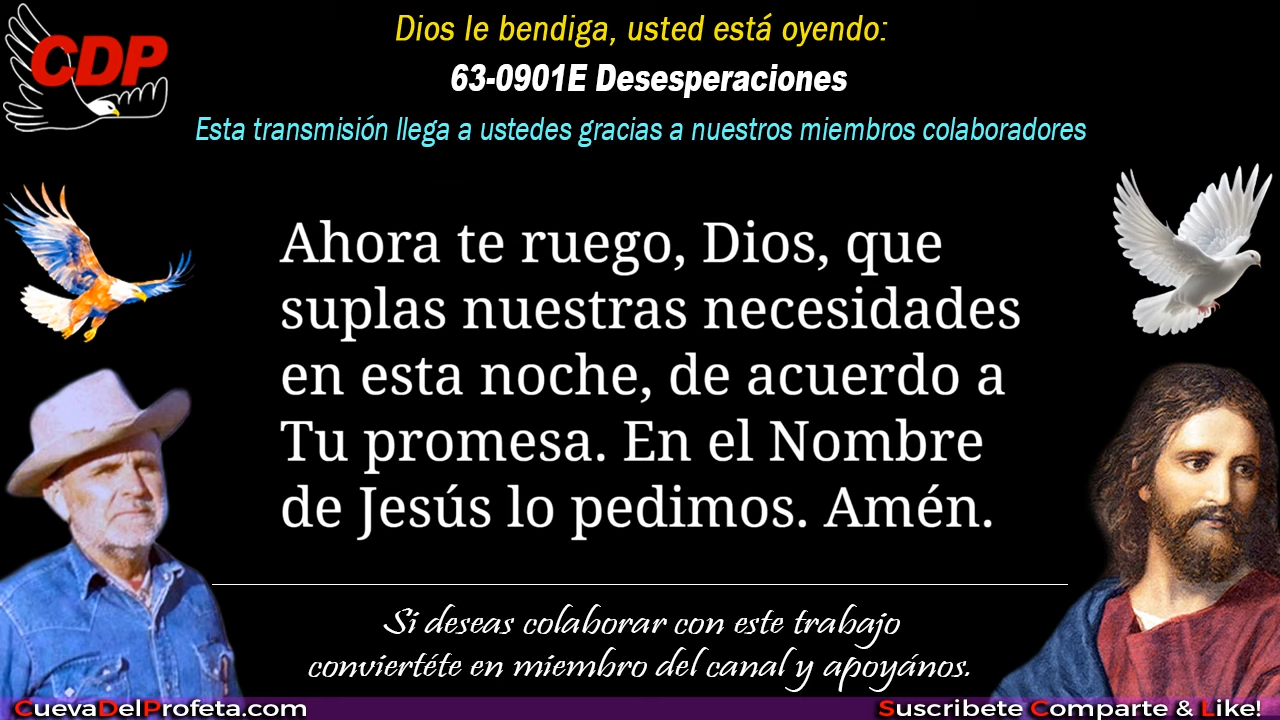 CDP
Dios le bendiga, usted está oyendo:
63-0901E Desesperaciones
Esta transmisión llega a ustedes gracias a nuestros miembros colaboradores
Ahora te ruego, Dios, que
suplas nuestras necesidades
en esta noche, de acuerdo a
Tu promesa. En el Nombre
de Jesús lo pedimos. Amén.
Si deseas colaborar con este trabajo
conviertéte en miembro del canal y apoyános.
CuevaDelProfeta.com
Suscribete Comparte & Like!